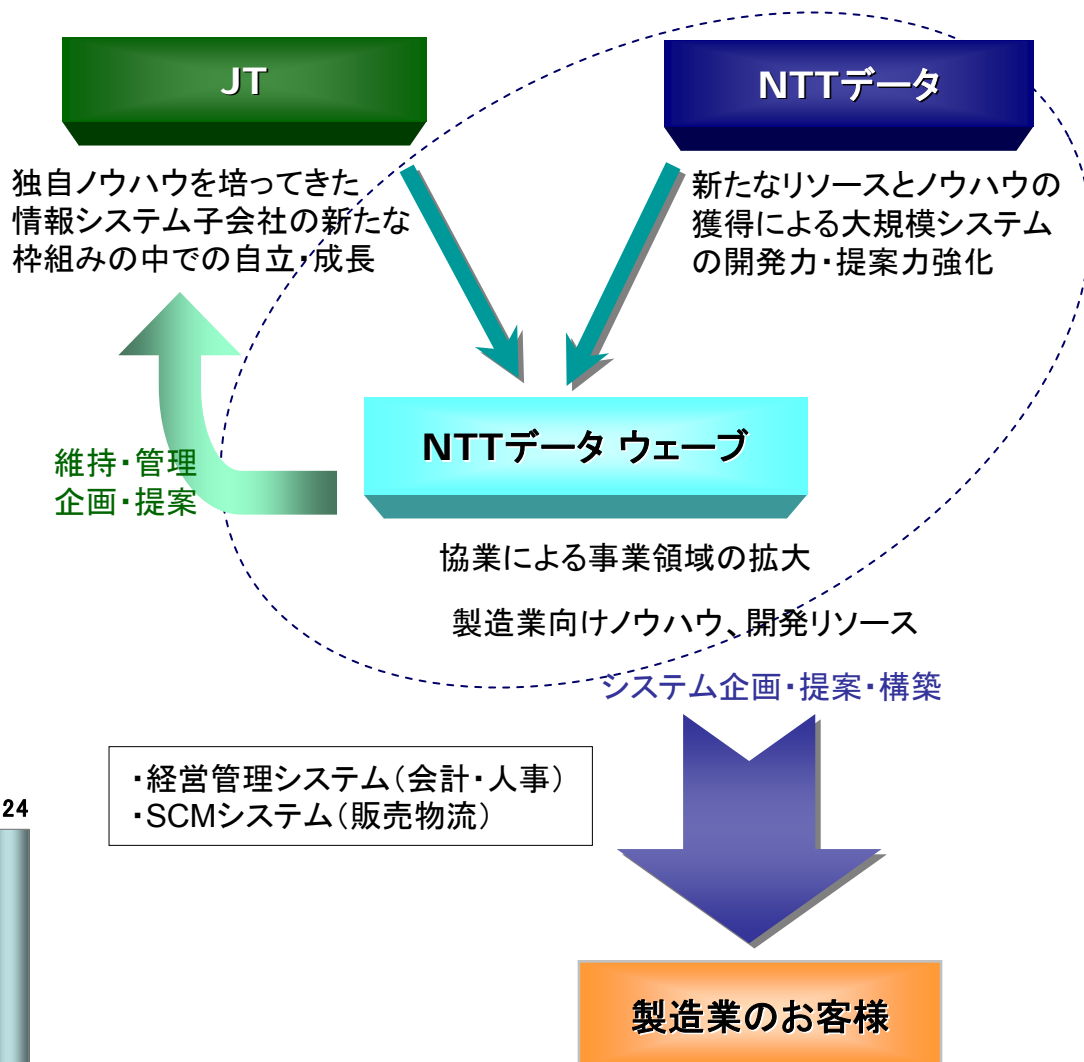 JT
NTTデータ
独自ノウハウを培ってきた
情報システム子会社の新たな
枠組みの中での自立・成長
新たなリソースとノウハウの
獲得による大規模システム
の開発力・提案力強化
NTTデータ ウェーブ
維持・管理
企画・提案
協業による事業領域の拡大
製造業向けノウハウ、開発リソース
システム企画・提案・構築
・経営管理システム(会計・人事)
・SCMシステム(販売物流)
24
製造業のお客様